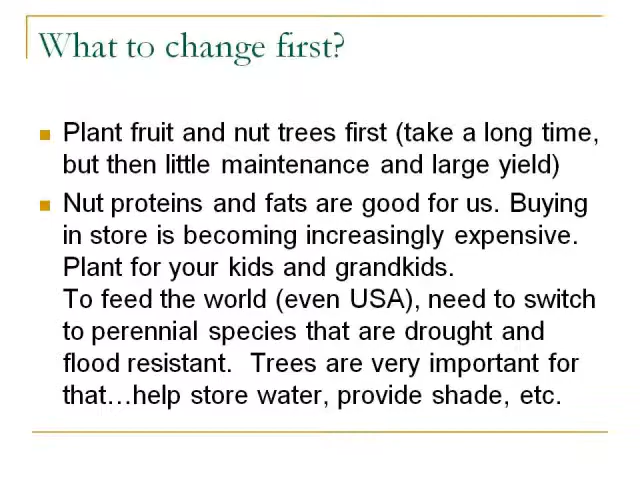 What to change first?
Plant fruit and nut trees first (take a long time,
but then little maintenance and large yield)
Nut proteins and fats are good for us. Buying
in store is becoming increasingly expensive.
Plant for your kids and grandkids.
To feed the world (even USA), need to switch
to perennial species that are drought and
flood resistant.  Trees are very important for
that…help store water, provide shade, etc.